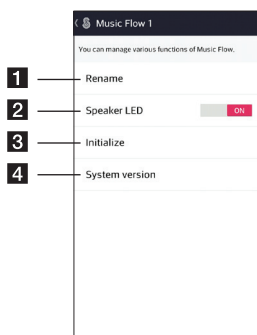 Music Flow 1
You can manage various functions of Music Flow.
1 Rename
2 Speaker LED ON
3 Initialize
4 System version